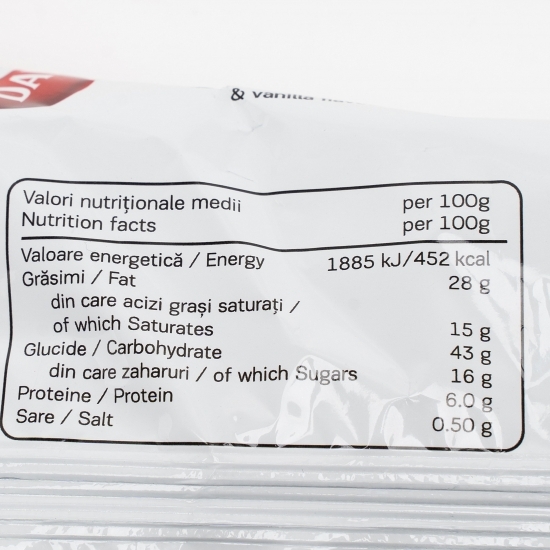 DA
& vanilla
Valori nutriționale medii per 100g
Nutrition facts per 100g
Valoare energetică / Energy 1885 kJ/452 kcal
Grăsimi / Fat 28 g
din care acizi grași saturați /
of which Saturates 15 g
Glucide / Carbohydrate 43 g
din care zaharuri / of which Sugars 16 g
Proteine / Protein 6.0 g
Sare / Salt 0.50 g